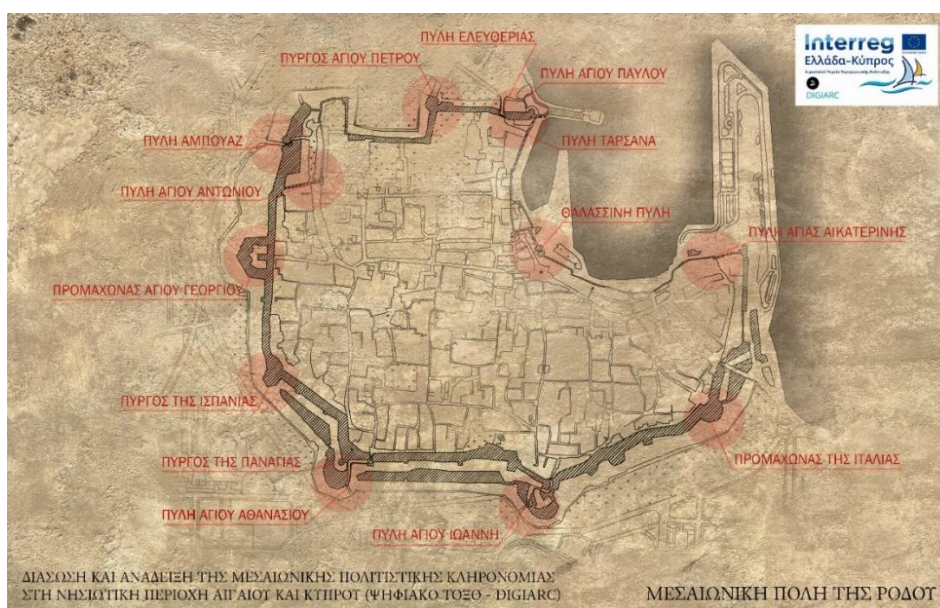 ΠΥΛΗ ΕΛΕΥΘΕΡΙΑΣ
ΠΥΡΓΟΣ ΑΓΙΟΥ ΠΕΤΡΟΥ
ΠΥΛΗ ΑΓΙΟΥ ΠΑΥΛΟΥ
Interreg
Ελλάδα-Κύπρος
DIGIARC
ΠΥΛΗ ΑΜΠΟΥΑΖ
ΠΥΛΗ ΤΑΡΣΑΝΑ
ΠΥΛΗ ΑΓΙΟΥ ΑΝΤΩΝΙΟΥ
ΘΑΛΑΣΣΙΝΗ ΠΥΛΗ
ΠΥΛΗ ΑΓΙΑΣ ΑΙΚΑΤΕΡΙΝΗΣ
ΠΡΟΜΑΧΩΝΑΣ ΑΓΙΟΥ ΓΕΩΡΓΙΟΥ
ΠΥΡΓΟΣ ΤΗΣ ΙΣΠΑΝΙΑΣ
ΠΥΡΓΟΣ ΤΗΣ ΠΑΝΑΓΙΑΣ
ΠΡΟΜΑΧΩΝΑΣ ΤΗΣ ΙΤΑΛΙΑΣ
ΠΥΛΗ ΑΓΙΟΥ ΑΘΑΝΑΣΙΟΥ
ΠΥΛΗ ΑΓΙΟΥ ΙΩΑΝΝΗ
ΔΙΑΣΩΣΗ ΚΑΙ ΑΝΑΔΕΙΞΗ ΤΗΣ ΜΕΣΑΙΩΝΙΚΗΣ ΠΟΛΙΤΙΣΤΙΚΗΣ ΚΛΗΡΟΝΟΜΙΑΣ
ΣΤΗ ΝΗΣΙΩΤΙΚΗ ΠΕΡΙΟΧΗ ΑΙΓΑΙΟΥ ΚΑΙ ΚΥΠΡΟΥ (ΨΗΦΙΑΚΟ ΤΟΞΟ - DIGIARC)
ΜΕΣΑΙΩΝΙΚΗ ΠΟΛΗ ΤΗΣ ΡΟΔΟΥ